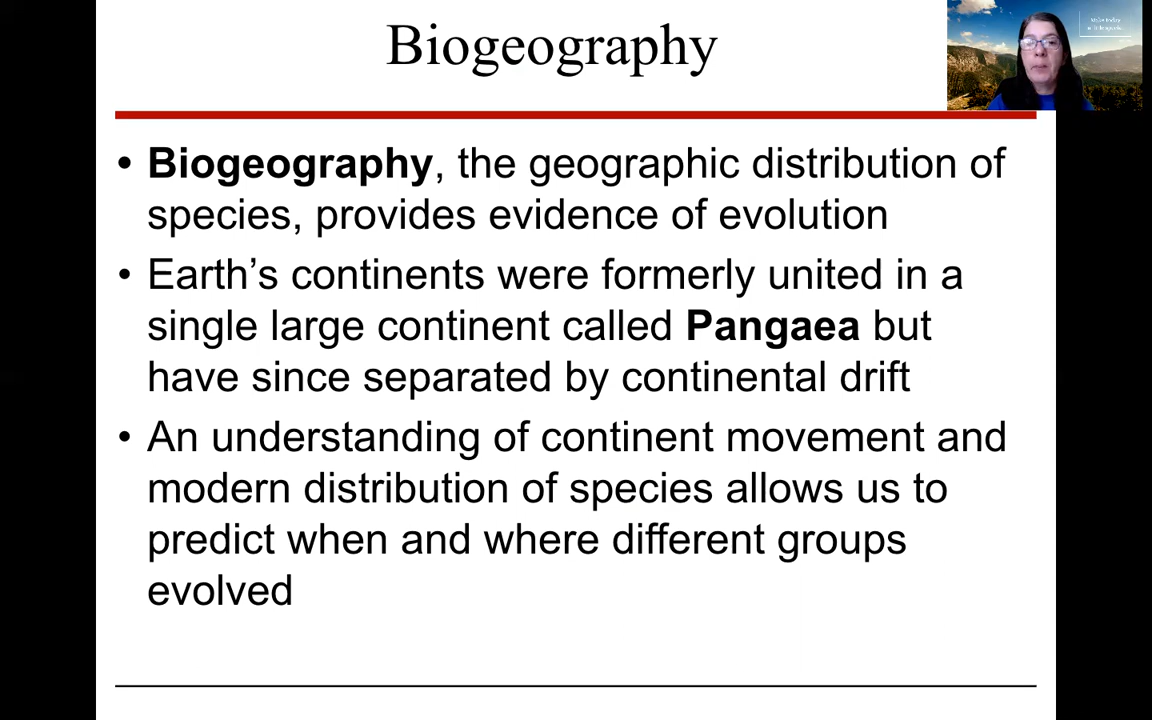 Biogeography
• Biogeography, the geographic distribution of
species, provides evidence of evolution
• Earth’s continents were formerly united in a
single large continent called Pangaea but
have since separated by continental drift
• An understanding of continent movement and
modern distribution of species allows us to
predict when and where different groups
evolved